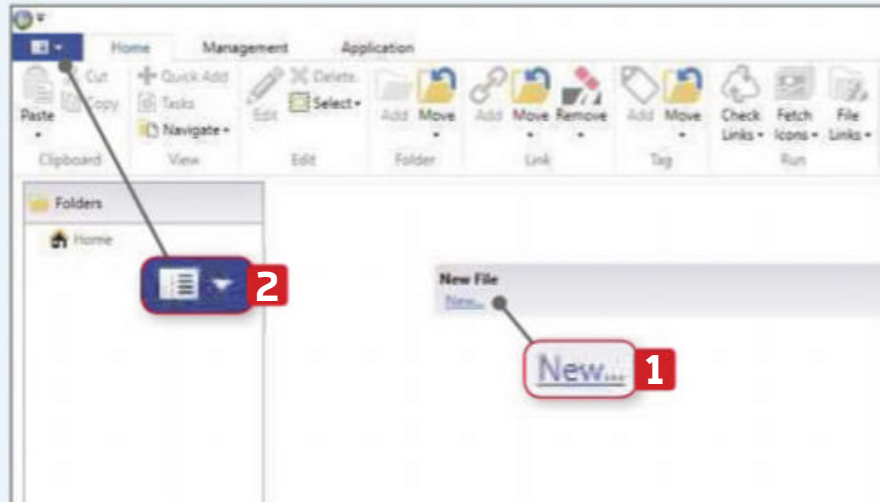 Home Management Application
Cut Quick Add Delete
Paste Copy Tasks Edit Select Add Move Add Move Remove Add Move Check Links Fetch Icons File Links
Navigate
Clipboard View Edit Folder Link Tag Run
Folders
Home
2
New File
New...
New... 1